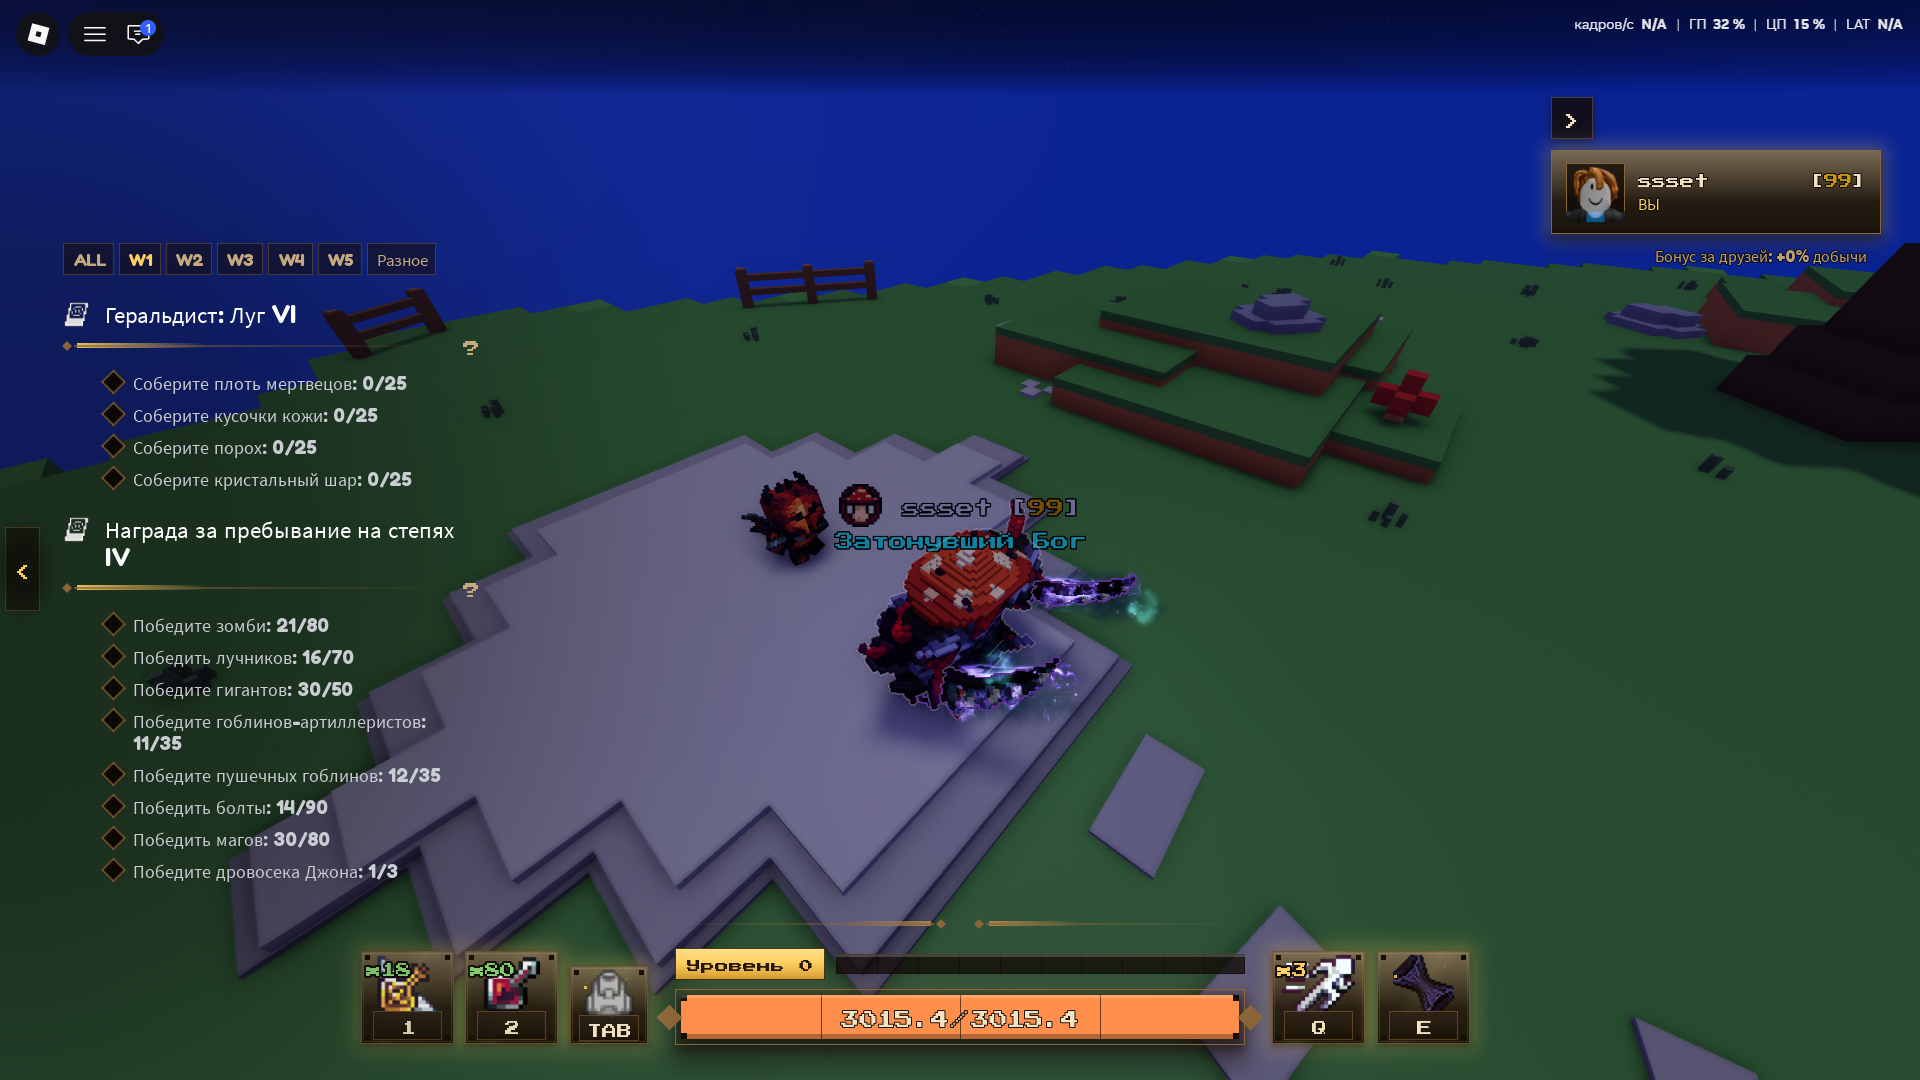 1
кадров/с N/A | ГП 32 % | ЦП 15 % | LAT N/A
ssset [99]
ВЫ
Бонус за друзей: +0% добычи
ALL W1 W2 W3 W4 W5 Разное
Геральдист: Луг VI
?
Соберите плоть мертвецов: 0/25
Соберите кусочки кожи: 0/25
Соберите порох: 0/25
Соберите кристальный шар: 0/25
Награда за пребывание на степях
IV
?
Победите зомби: 21/80
Победить лучников: 16/70
Победите гигантов: 30/50
Победите гоблинов-артиллеристов:
11/35
Победите пушечных гоблинов: 12/35
Победить болты: 14/90
Победить магов: 30/80
Победите дровосека Джона: 1/3
ssset [99]
Затонувший Бог
x18
1
x80
2
TAB
Уровень 0
3015.4/3015.4
x3
Q
E